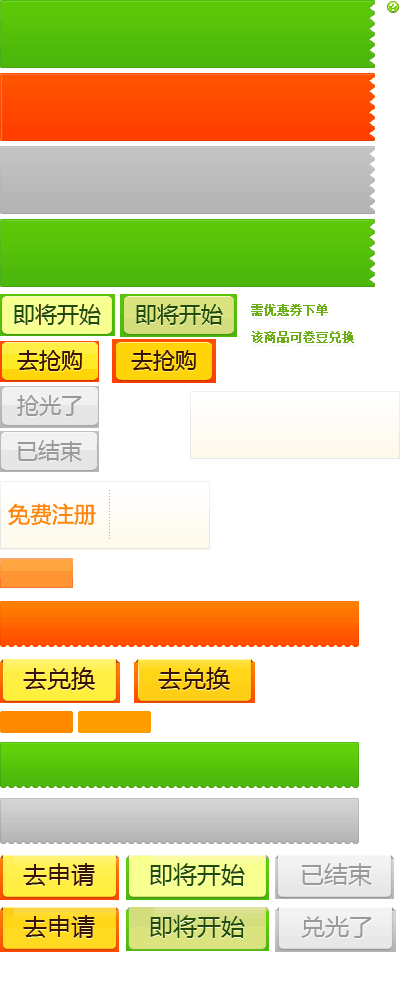 即将开始 即将开始
需优惠券下单
该商品可卷豆兑换
去抢购 去抢购
抢光了
已结束
免费注册
去兑换 去兑换
去申请 即将开始 已结束
去申请 即将开始 兑光了